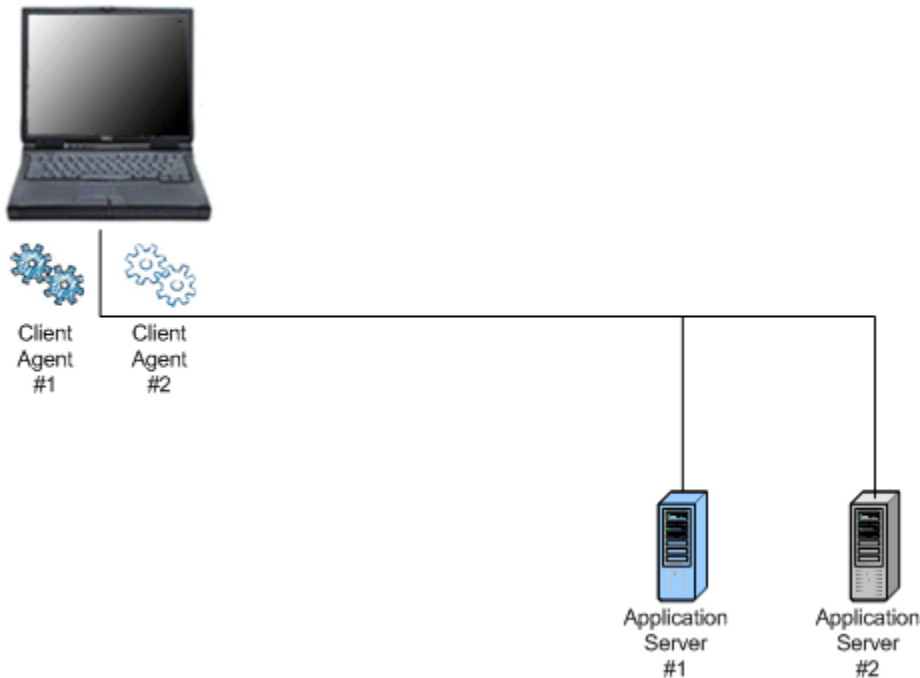 Client
Agent
#1
Client
Agent
#2
Application
Server
#1
Application
Server
#2